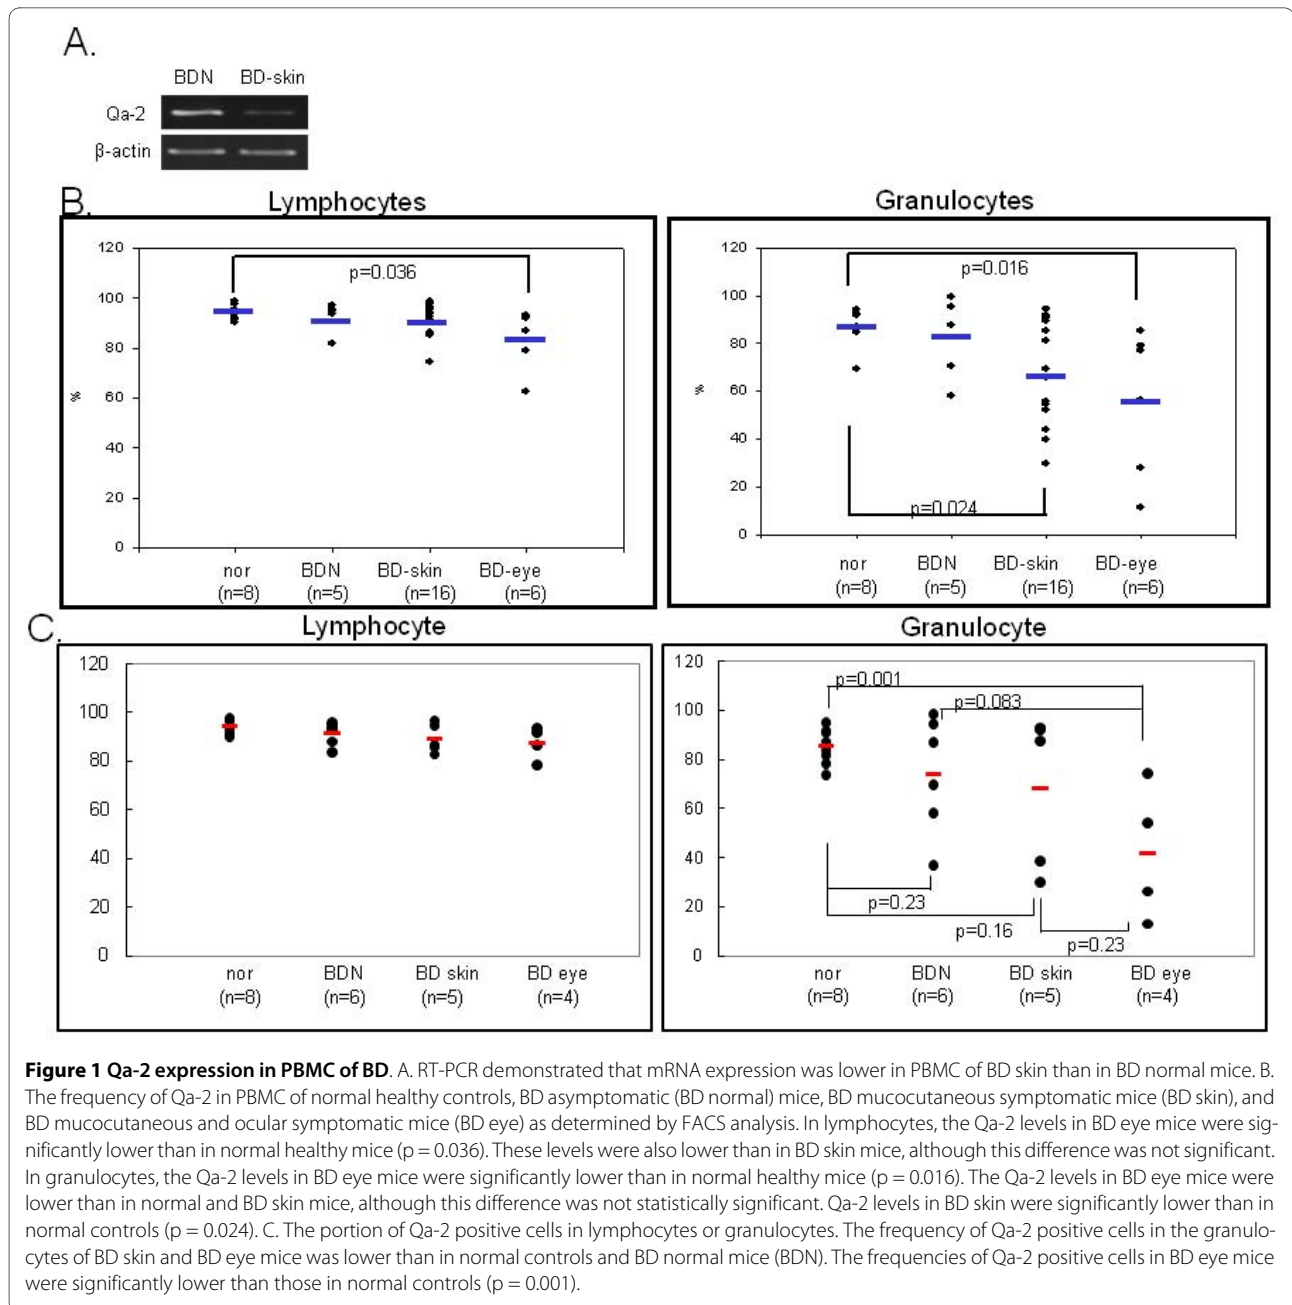 A.
BDN BD-skin
Qa-2
β-actin
B.
Lymphocytes
120
100
80
60
40
20
0
%
p=0.036
nor BDN BD-skin BD-eye
(n=8) (n=5) (n=16) (n=6)
Granulocytes
120
100
80
60
40
20
0
%
p=0.016
p=0.024
nor BDN BD-skin BD-eye
(n=8) (n=5) (n=16) (n=6)
C.
Lymphocyte
120
100
80
60
40
20
0
nor BDN BD skin BD eye
(n=8) (n=6) (n=5) (n=4)
Granulocyte
120
100
80
60
40
20
0
p=0.001
p=0.083
p=0.23
p=0.16
p=0.23
nor BDN BD skin BD eye
(n=8) (n=6) (n=5) (n=4)
Figure 1 Qa-2 expression in PBMC of BD. A. RT-PCR demonstrated that mRNA expression was lower in PBMC of BD skin than in BD normal mice. B.
The frequency of Qa-2 in PBMC of normal healthy controls, BD asymptomatic (BD normal) mice, BD mucocutaneous symptomatic mice (BD skin), and
BD mucocutaneous and ocular symptomatic mice (BD eye) as determined by FACS analysis. In lymphocytes, the Qa-2 levels in BD eye mice were sig-
nificantly lower than in normal healthy mice (p = 0.036). These levels were also lower than in BD skin mice, although this difference was not significant.
In granulocytes, the Qa-2 levels in BD eye mice were significantly lower than in normal healthy mice (p = 0.016). The Qa-2 levels in BD eye mice were
lower than in normal and BD skin mice, although this difference was not statistically significant. Qa-2 levels in BD skin were significantly lower than in
normal controls (p = 0.024). C. The portion of Qa-2 positive cells in lymphocytes or granulocytes. The frequency of Qa-2 positive cells in the granulo-
cytes of BD skin and BD eye mice was lower than in normal controls and BD normal mice (BDN). The frequencies of Qa-2 positive cells in BD eye mice
were significantly lower than those in normal controls (p = 0.001).